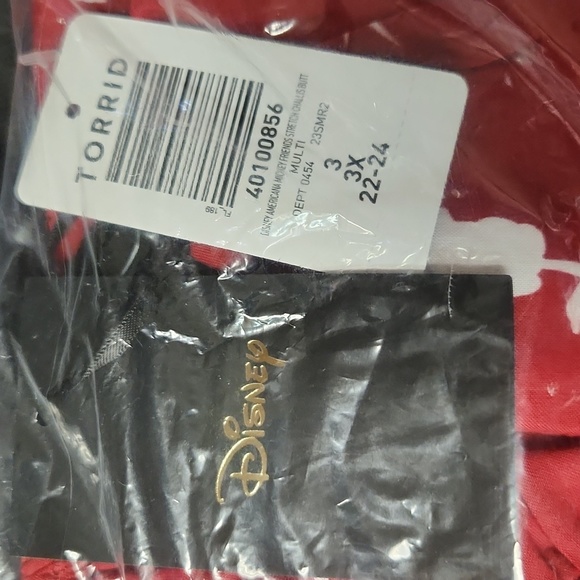 TORRID
40100856
DISNEY AMERICANA MICKEY FRIENDS STRETCH CHALLIS (BUTT
MULTI
DEPT 0454 23SMR2
3
3X
22-24
Disney